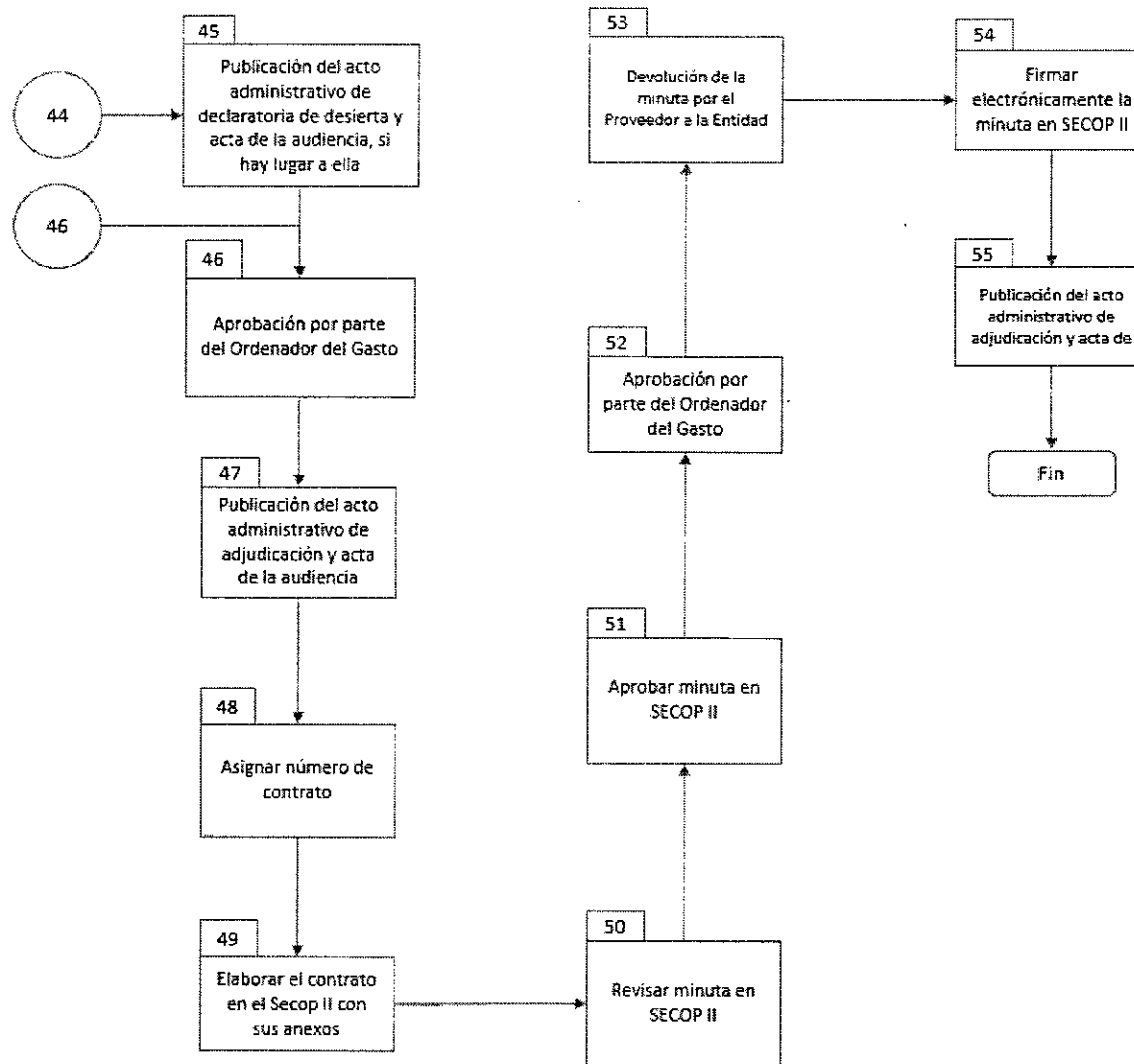 44
45
Publicación del acto
administrativo de
declaratoria de desierta y
acta de la audiencia, si
hay lugar a ella
46
46
Aprobación por parte
del Ordenador del Gasto
47
Publicación del acto
administrativo de
adjudicación y acta
de la audiencia
48
Asignar número de
contrato
49
Elaborar el contrato
en el Secop II con
sus anexos
50
Revisar minuta en
SECOP II
51
Aprobar minuta en
SECOP II
52
Aprobación por
parte del Ordenador
del Gasto
53
Devolución de la
minuta por el
Proveedor a la Entidad
54
Firmar
electrónicamente la
minuta en SECOP II
55
Publicación del acto
administrativo de
adjudicación y acta de
Fin